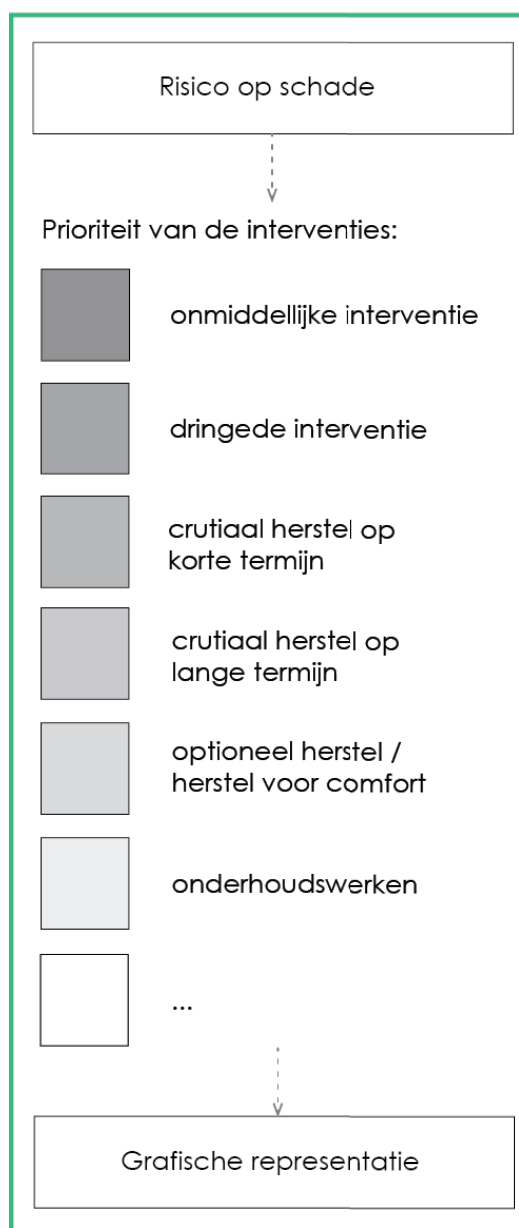 Risico op schade
Prioriteit van de interventies:
onmiddellijke interventie
dringede interventie
crutiaal herstel op
korte termijn
crutiaal herstel op
lange termijn
optioneel herstel /
herstel voor comfort
onderhoudswerken
...
Grafische representatie